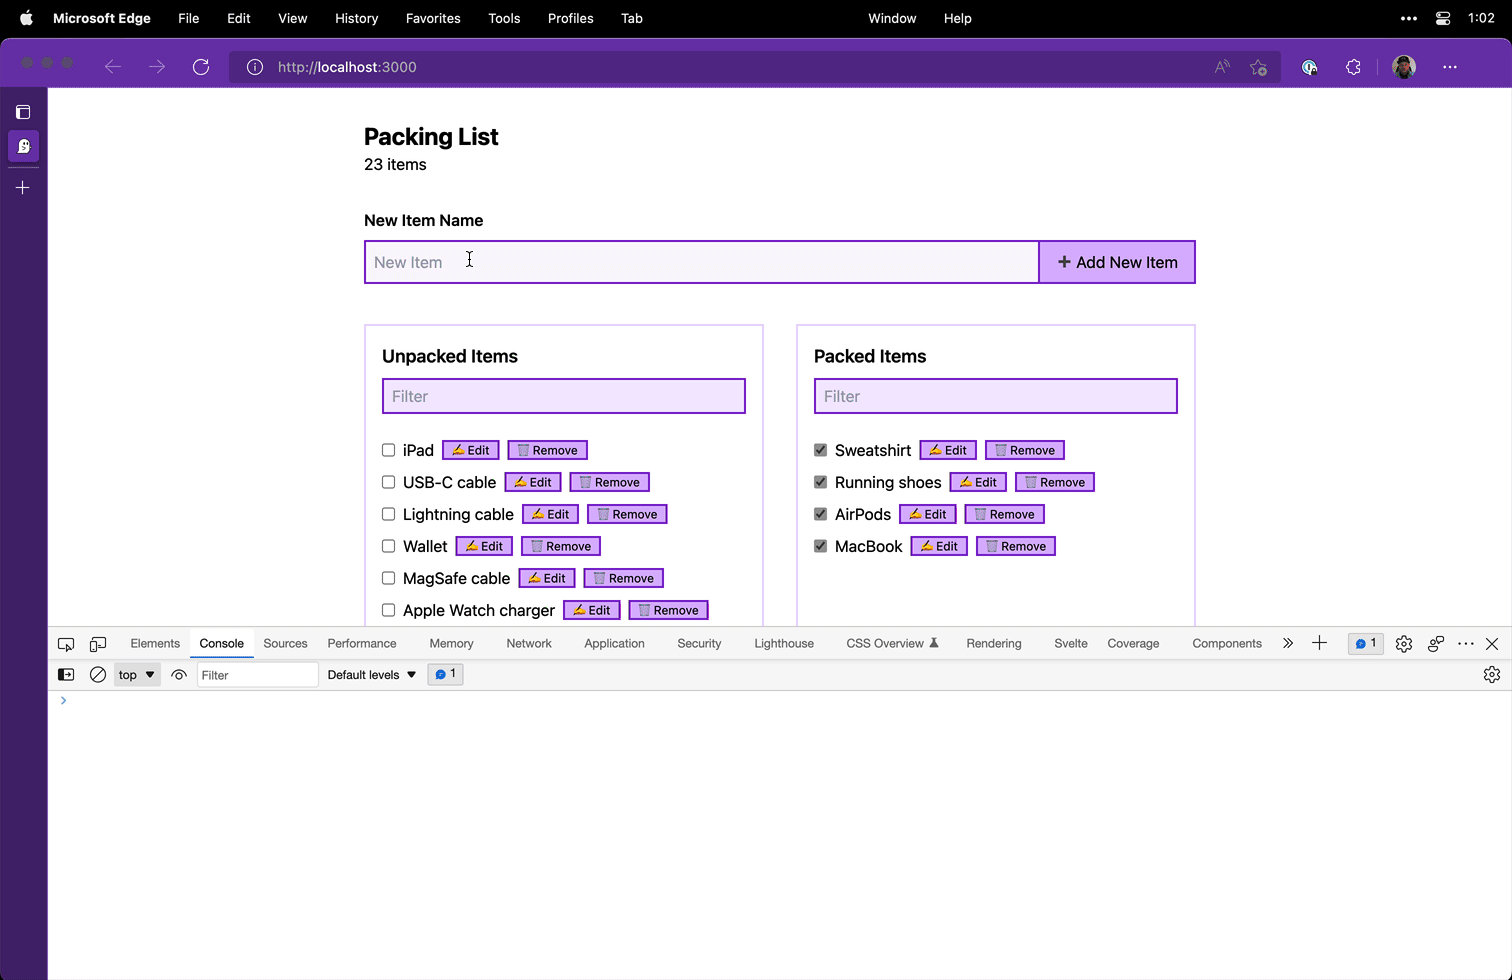 Microsoft Edge File Edit View History Favorites Tools Profiles Tab Window Help 1:02
http://localhost:3000
Packing List
23 items
New Item Name
New Item + Add New Item
Unpacked Items
Filter
iPad Edit Remove
USB-C cable Edit Remove
Lightning cable Edit Remove
Wallet Edit Remove
MagSafe cable Edit Remove
Apple Watch charger Edit Remove
Packed Items
Filter
Sweatshirt Edit Remove
Running shoes Edit Remove
AirPods Edit Remove
MacBook Edit Remove
Elements Console Sources Performance Memory Network Application Security Lighthouse CSS Overview Rendering Svelte Coverage Components 1
top Filter Default levels 1